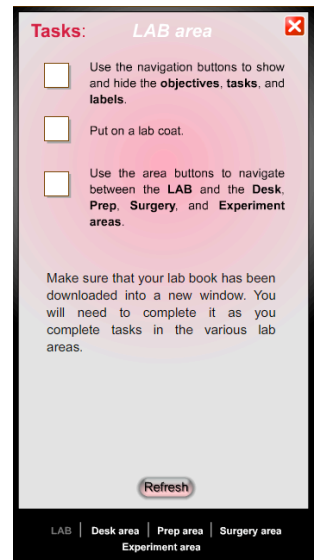 Tasks: LAB area
Use the navigation buttons to show
and hide the objectives, tasks, and
labels.
Put on a lab coat.
Use the area buttons to navigate
between the LAB and the Desk,
Prep, Surgery, and Experiment
areas.
Make sure that your lab book has been
downloaded into a new window. You
will need to complete it as you
complete tasks in the various lab
areas.
Refresh
LAB | Desk area | Prep area | Surgery area
Experiment area